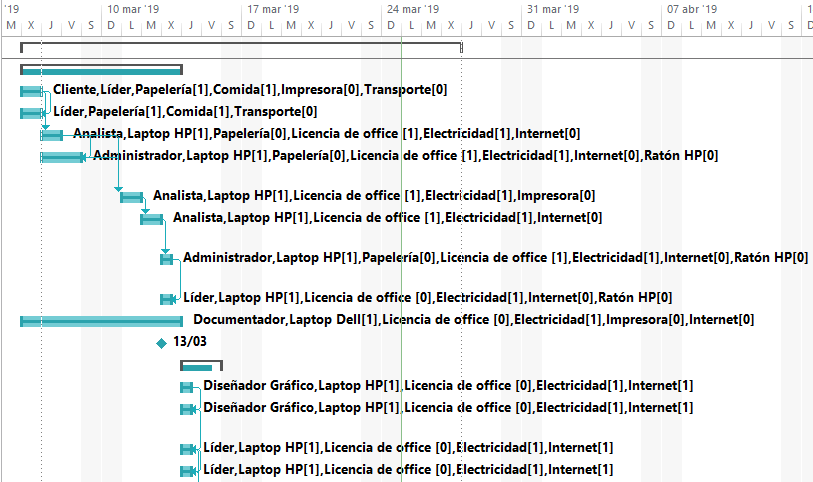 '19 10 mar '19 17 mar '19 24 mar '19 31 mar '19 07 abr '19 1
M X J V S D L M X J V S D L M X J V S D L M X J V S D L M X J V S D L M X J V S D
Cliente,Líder,Papelería[1],Comida[1],Impresora[0],Transporte[0]
Líder,Papelería[1],Comida[1],Transporte[0]
Analista,Laptop HP[1],Papelería[0],Licencia de office [1],Electricidad[1],Internet[0]
Administrador,Laptop HP[1],Papelería[0],Licencia de office [1],Electricidad[1],Internet[0],Ratón HP[0]
Analista,Laptop HP[1],Licencia de office [1],Electricidad[1],Impresora[0]
Analista,Laptop HP[1],Licencia de office [1],Electricidad[1],Internet[0]
Administrador,Laptop HP[1],Papelería[0],Licencia de office [1],Electricidad[1],Internet[0],Ratón HP[0]
Líder,Laptop HP[1],Licencia de office [0],Electricidad[1],Internet[0],Ratón HP[0]
Documentador,Laptop Dell[1],Licencia de office [0],Electricidad[1],Impresora[0],Internet[0]
13/03
Diseñador Gráfico,Laptop HP[1],Licencia de office [0],Electricidad[1],Internet[1]
Diseñador Gráfico,Laptop HP[1],Licencia de office [0],Electricidad[1],Internet[1]
Líder,Laptop HP[1],Licencia de office [0],Electricidad[1],Internet[1]
Líder,Laptop HP[1],Licencia de office [0],Electricidad[1],Internet[1]